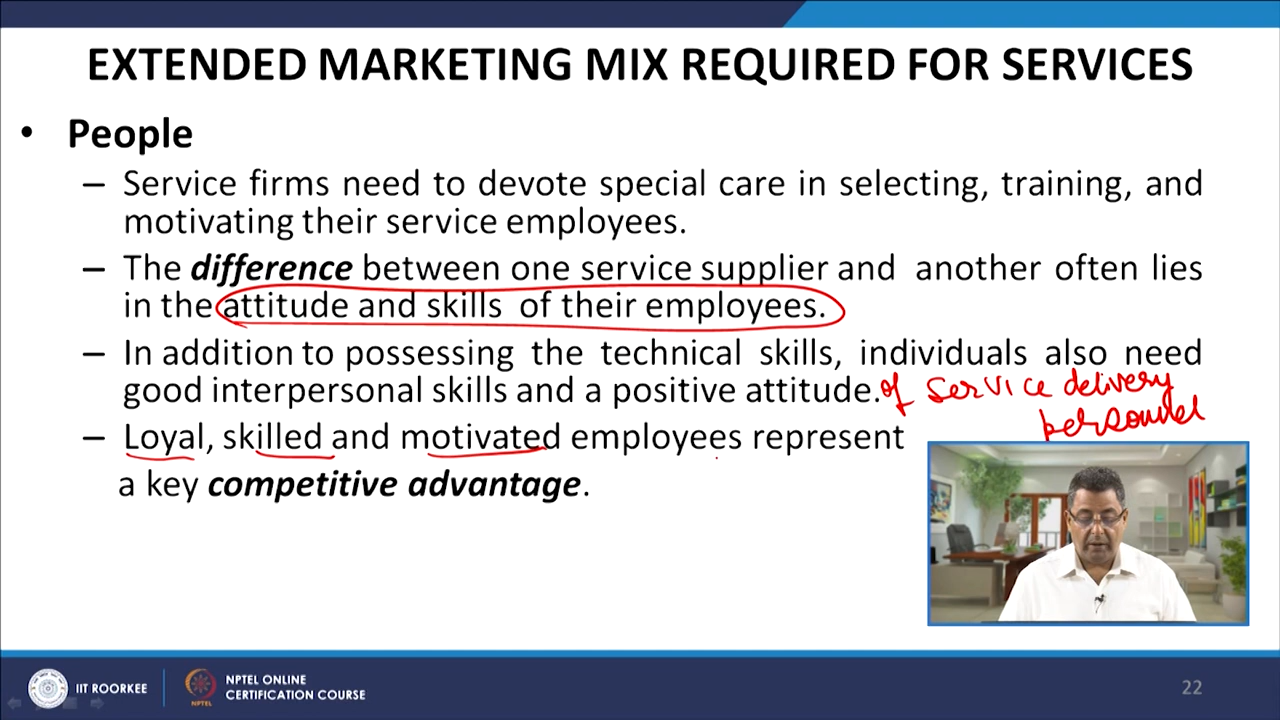 EXTENDED MARKETING MIX REQUIRED FOR SERVICES
• People
– Service firms need to devote special care in selecting, training, and
motivating their service employees.
– The difference between one service supplier and another often lies
in the attitude and skills of their employees.
– In addition to possessing the technical skills, individuals also need
good interpersonal skills and a positive attitude. of service delivery
personnel
– Loyal, skilled and motivated employees represent
a key competitive advantage.
IIT ROORKEE
NPTEL ONLINE
CERTIFICATION COURSE
NPTEL
22